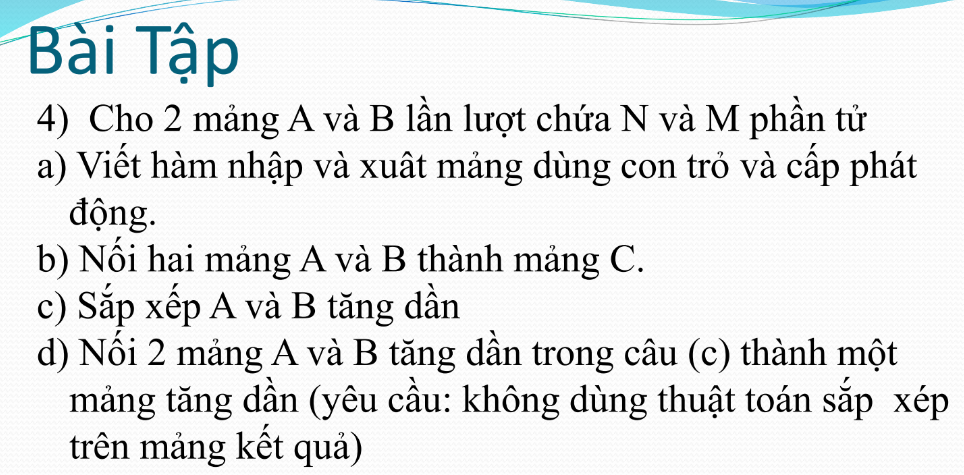 Bài Tập
4) Cho 2 mảng A và B lần lượt chứa N và M phần tử
a) Viết hàm nhập và xuât mảng dùng con trỏ và cấp phát
động.
b) Nối hai mảng A và B thành mảng C.
c) Sắp xếp A và B tăng dần
d) Nối 2 mảng A và B tăng dần trong câu (c) thành một
mảng tăng dần (yêu cầu: không dùng thuật toán sắp xép
trên mảng kết quả)